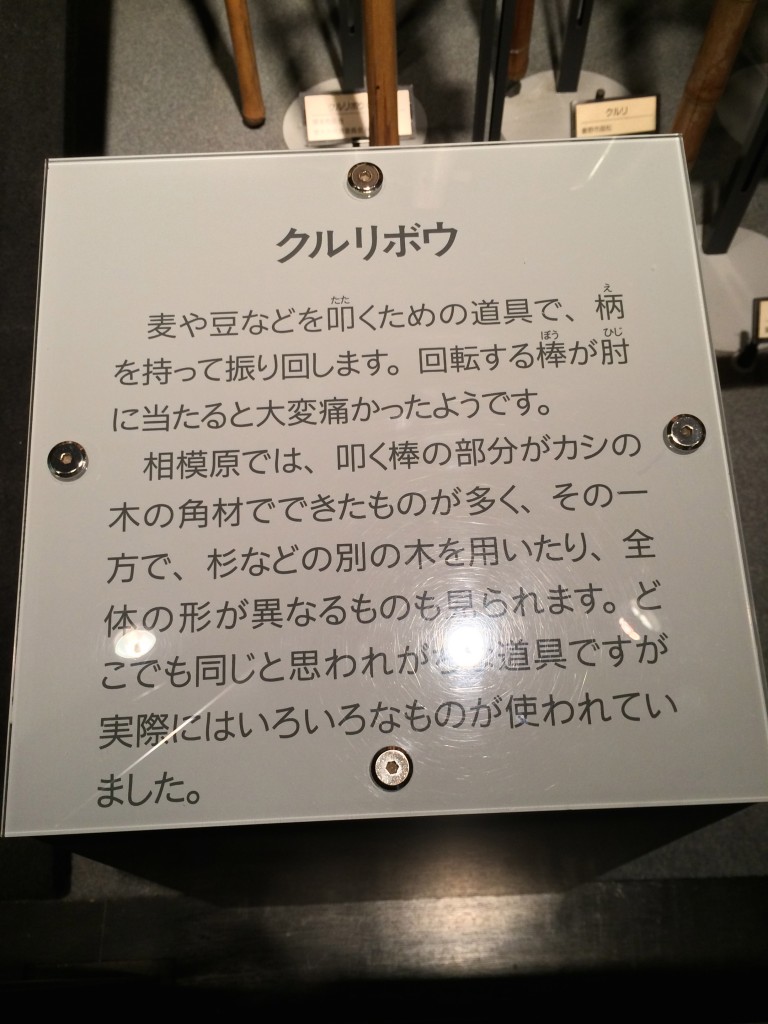 クルリ
クルリボウ
麦や豆などを叩くための道具で、柄
を持って振り回します。回転する棒が肘
に当たると大変痛かったようです。
相模原では、叩く棒の部分がカシの
木の角材でできたものが多く、その一
方で、杉などの別の木を用いたり、全
体の形が異なるものも見られます。ど
こでも同じと思われがちな道具ですが
実際にはいろいろなものが使われてい
ました。